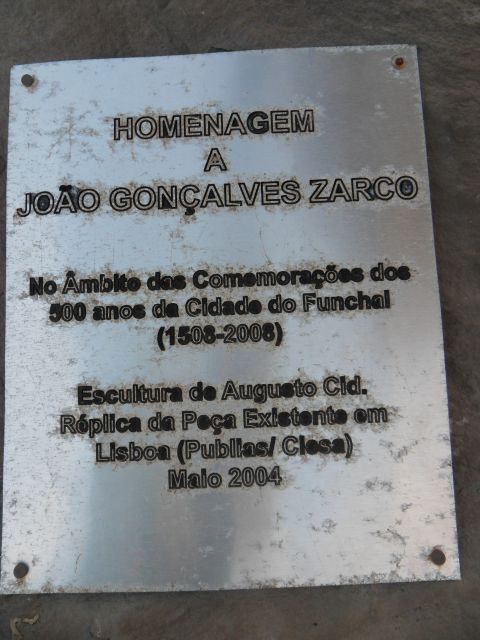 HOMENAGEM
A
JOÃO GONÇALVES ZARCO
No Âmbito das Comemorações dos
500 anos da Cidade do Funchal
(1508-2008)
Escultura de Augusto Cid.
Réplica da Peça Existente em
Lisboa (Publias/ Ciesa)
Maio 2004